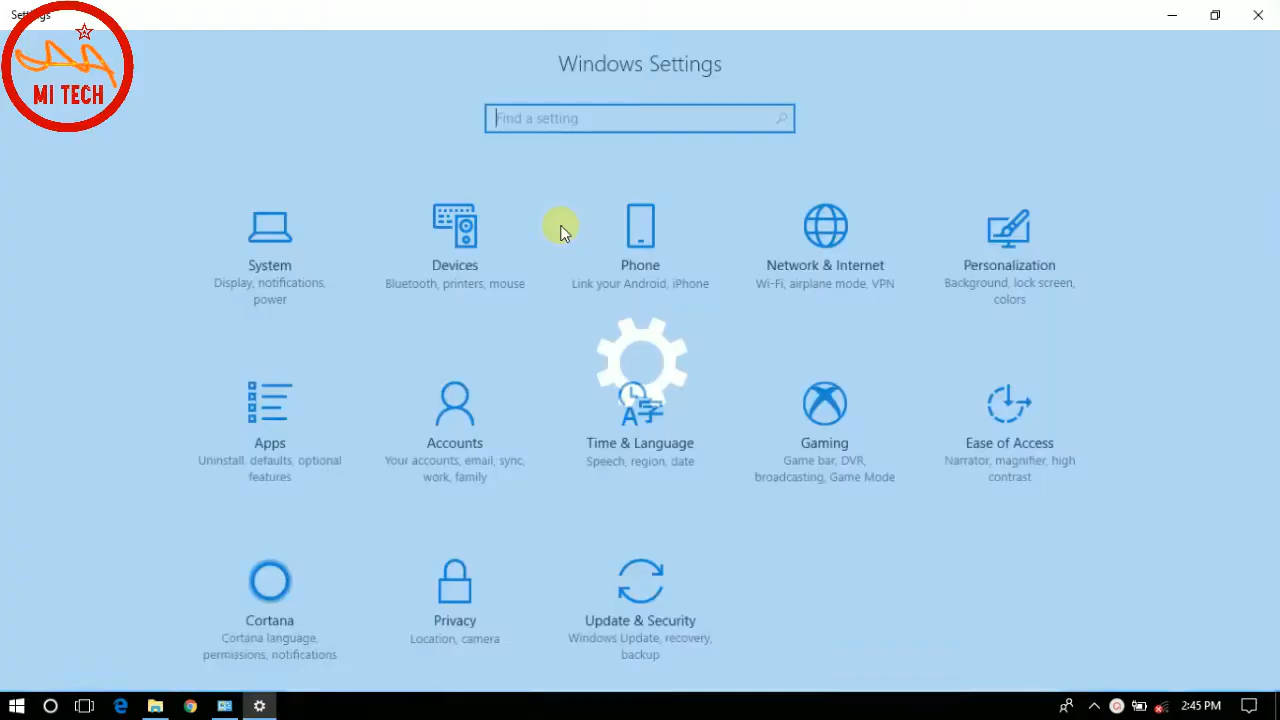 Settings
MI TECH
Windows Settings
Find a setting
System
Display, notifications,
power
Devices
Bluetooth, printers, mouse
Phone
Link your Android, iPhone
Network & Internet
Wi-Fi, airplane mode, VPN
Personalization
Background, lock screen,
colors
Apps
Uninstall, defaults, optional
features
Accounts
Your accounts, email, sync,
work, family
Time & Language
Speech, region, date
Gaming
Game bar, DVR,
broadcasting, Game Mode
Ease of Access
Narrator, magnifier, high
contrast
Cortana
Cortana language,
permissions, notifications
Privacy
Location, camera
Update & Security
Windows Update, recovery,
backup
2:45 PM